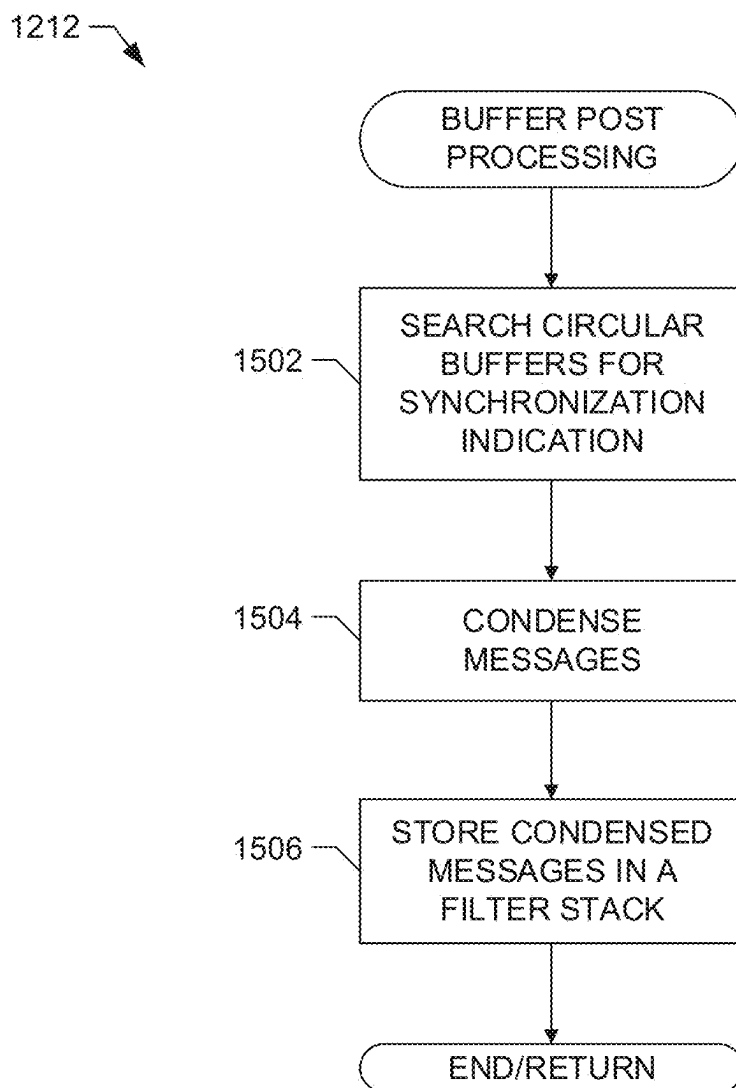 1212
BUFFER POST
PROCESSING
1502
SEARCH CIRCULAR
BUFFERS FOR
SYNCHRONIZATION
INDICATION
1504
CONDENSE
MESSAGES
1506
STORE CONDENSED
MESSAGES IN A
FILTER STACK
END/RETURN